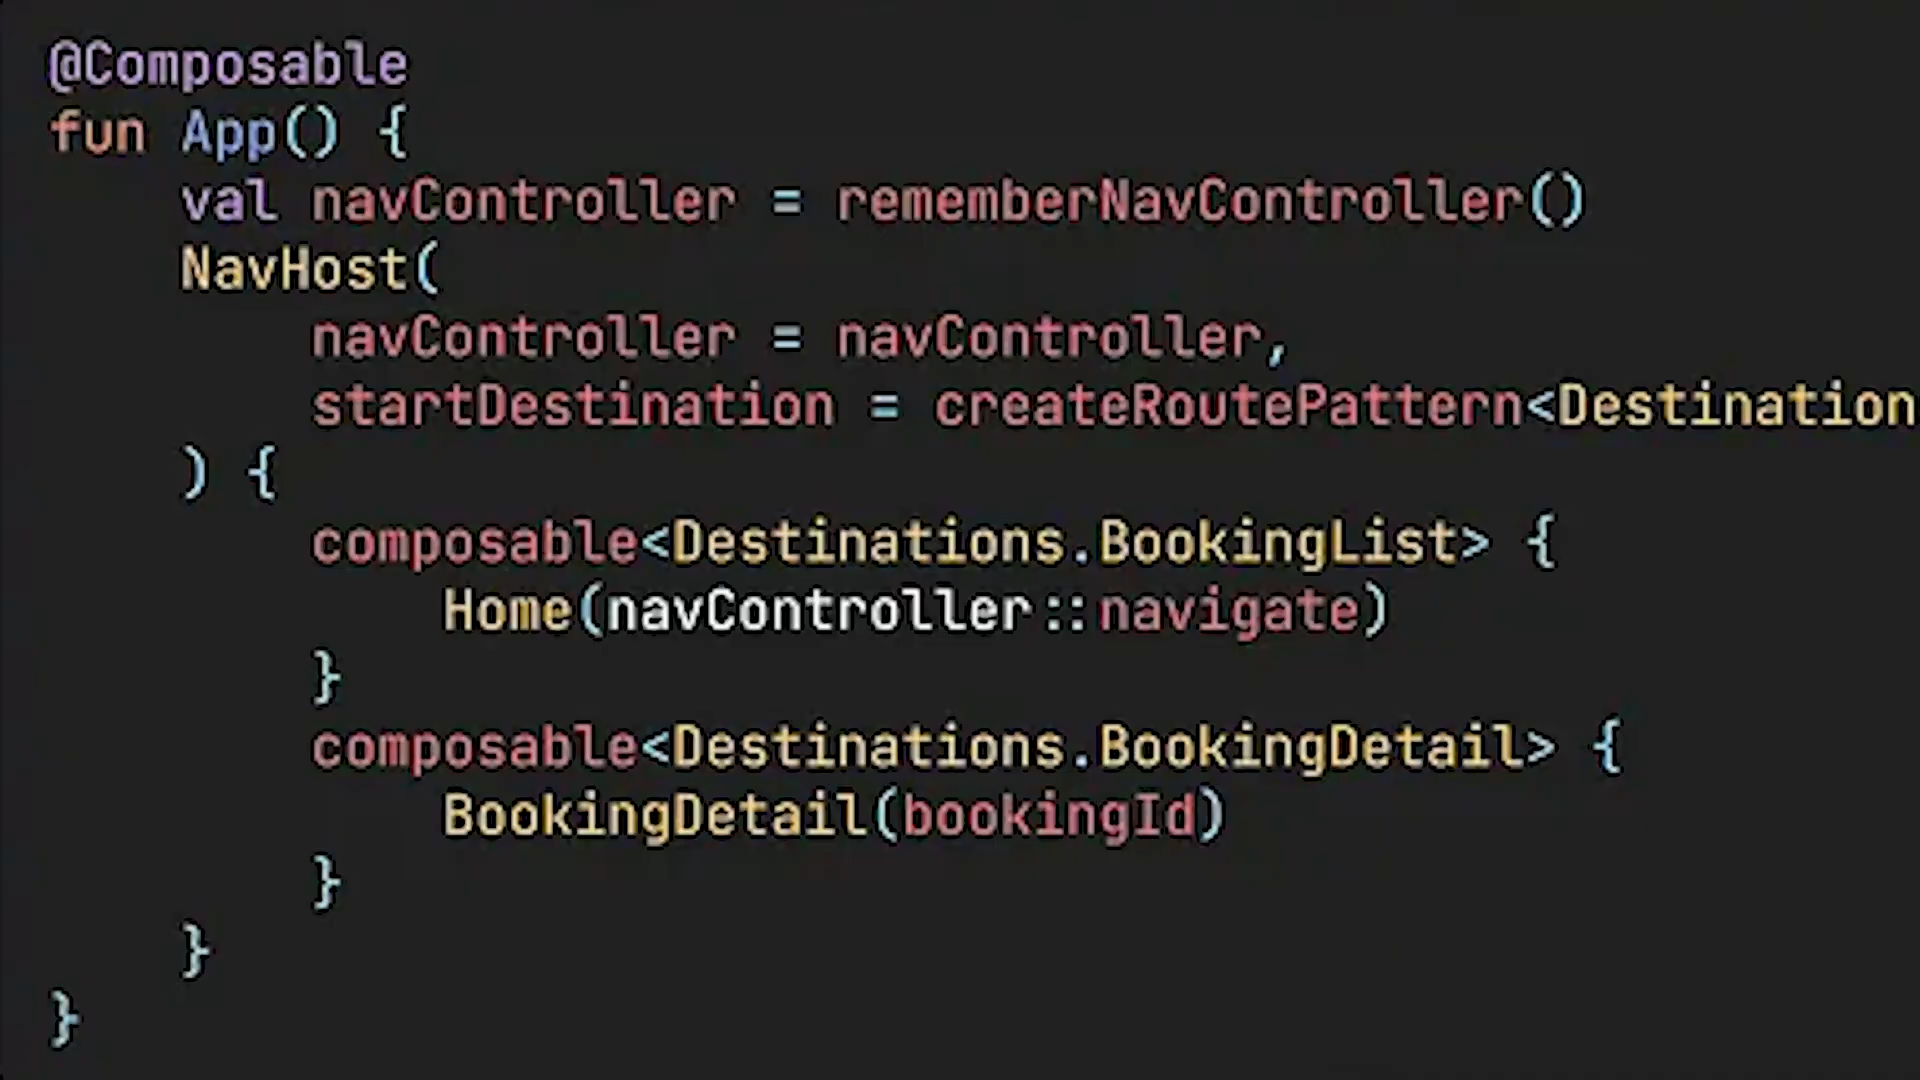 @Composable
fun App() {
    val navController = rememberNavController()
    NavHost(
        navController = navController,
        startDestination = createRoutePattern<Destination
    ) {
        composable<Destinations.BookingList> {
            Home(navController::navigate)
        }
        composable<Destinations.BookingDetail> {
            BookingDetail(bookingId)
        }
    }
}